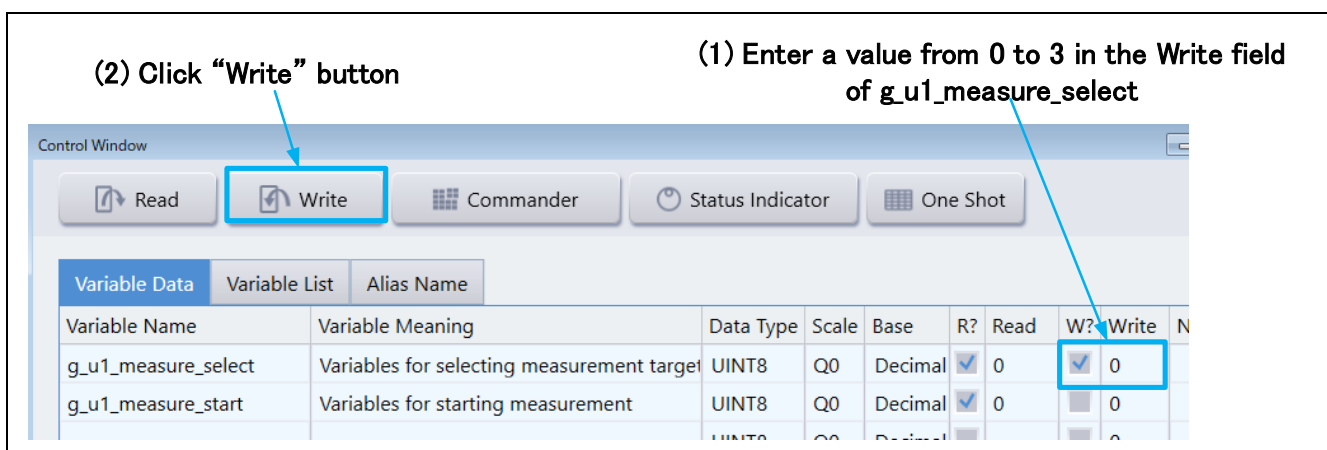 (2) Click “Write” button
(1) Enter a value from 0 to 3 in the Write field
of g_u1_measure_select
Control Window
Read Write Commander Status Indicator One Shot
Variable Data Variable List Alias Name
Variable Name Variable Meaning Data Type Scale Base R? Read W? Write N
g_u1_measure_select Variables for selecting measurement target UINT8 Q0 Decimal 0 0
g_u1_measure_start Variables for starting measurement UINT8 Q0 Decimal 0 0